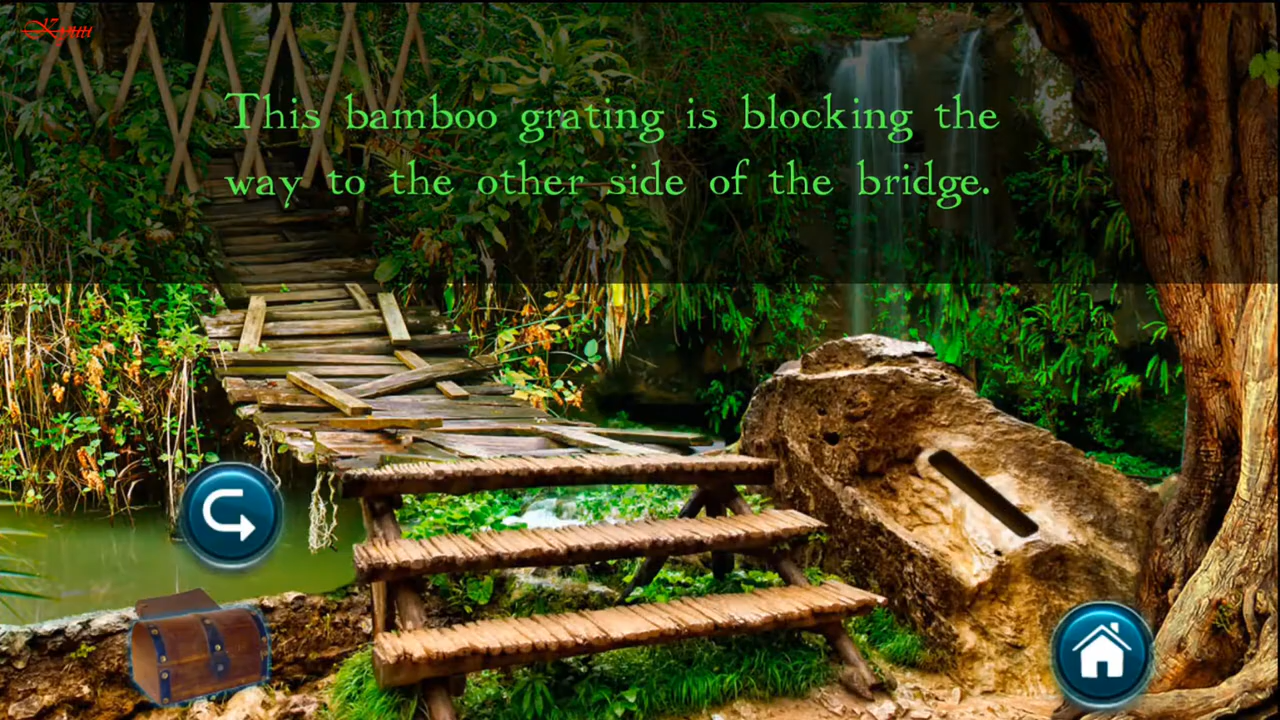 This bamboo grating is blocking the
way to the other side of the bridge.